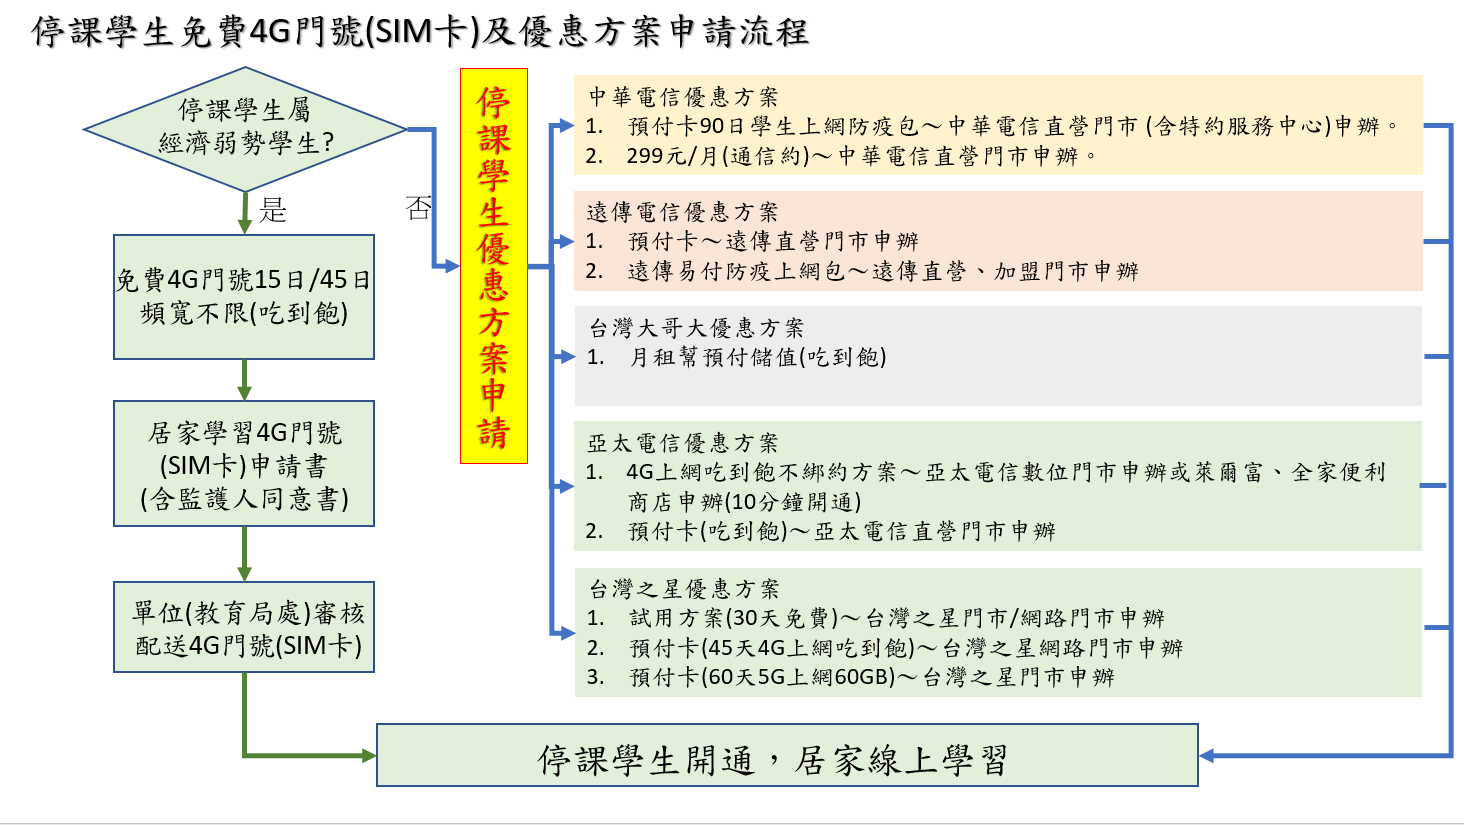 停課學生免費4G門號(SIM卡)及優惠方案申請流程
停課學生屬
經濟弱勢學生?
是
否
免費4G門號15日/45日
頻寬不限(吃到飽)
居家學習4G門號
(SIM卡)申請書
(含監護人同意書)
單位(教育局處)審核
配送4G門號(SIM卡)
停課學生優惠方案申請
中華電信優惠方案
1. 預付卡90日學生上網防疫包～中華電信直營門市 (含特約服務中心)申辦。
2. 299元/月(通信約)～中華電信直營門市申辦。
遠傳電信優惠方案
1. 預付卡～遠傳直營門市申辦
2. 遠傳易付防疫上網包～遠傳直營、加盟門市申辦
台灣大哥大優惠方案
1. 月租幫預付儲值(吃到飽)
亞太電信優惠方案
1. 4G上網吃到飽不綁約方案～亞太電信數位門市申辦或萊爾富、全家便利
商店申辦(10分鐘開通)
2. 預付卡(吃到飽)～亞太電信直營門市申辦
台灣之星優惠方案
1. 試用方案(30天免費)～台灣之星門市/網路門市申辦
2. 預付卡(45天4G上網吃到飽)～台灣之星網路門市申辦
3. 預付卡(60天5G上網60GB)～台灣之星門市申辦
停課學生開通，居家線上學習